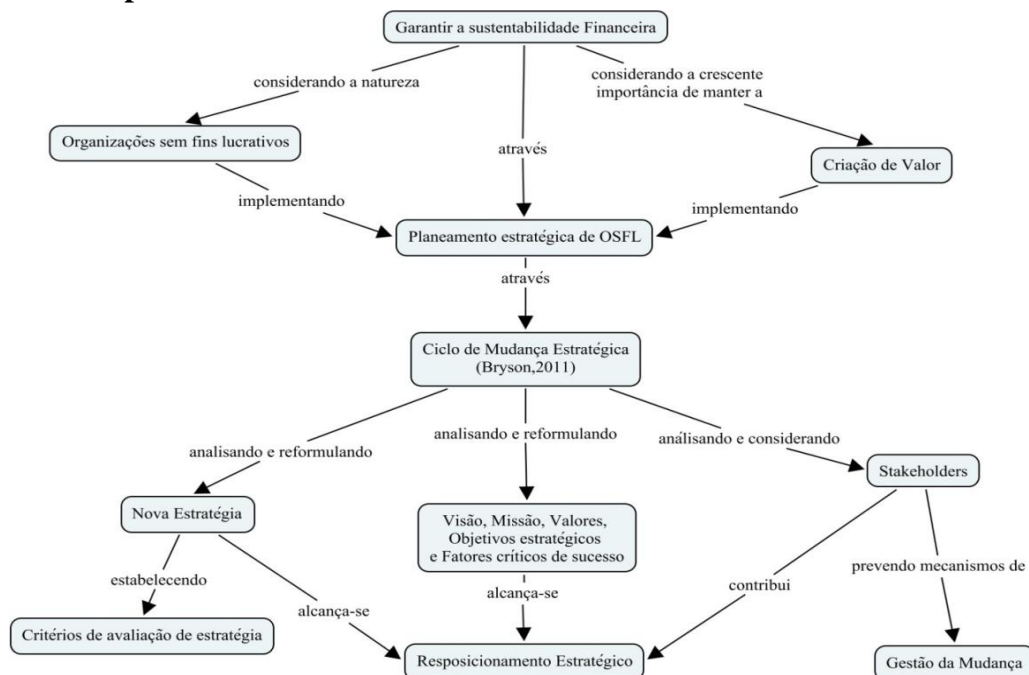 Garantir a sustentabilidade Financeira
considerando a natureza
considerando a crescente
importância de manter a
Organizações sem fins lucrativos
através
Criação de Valor
implementando
implementando
Planeamento estratégica de OSFL
através
Ciclo de Mudança Estratégica
(Bryson,2011)
analisando e reformulando
analisando e reformulando
análisando e considerando
Stakeholders
Nova Estratégia
Visão, Missão, Valores,
Objetivos estratégicos
e Fatores críticos de sucesso
estabelecendo
alcança-se
alcança-se
contribui
prevendo mecanismos de
Critérios de avaliação de estratégia
Resposicionamento Estratégico
Gestão da Mudança